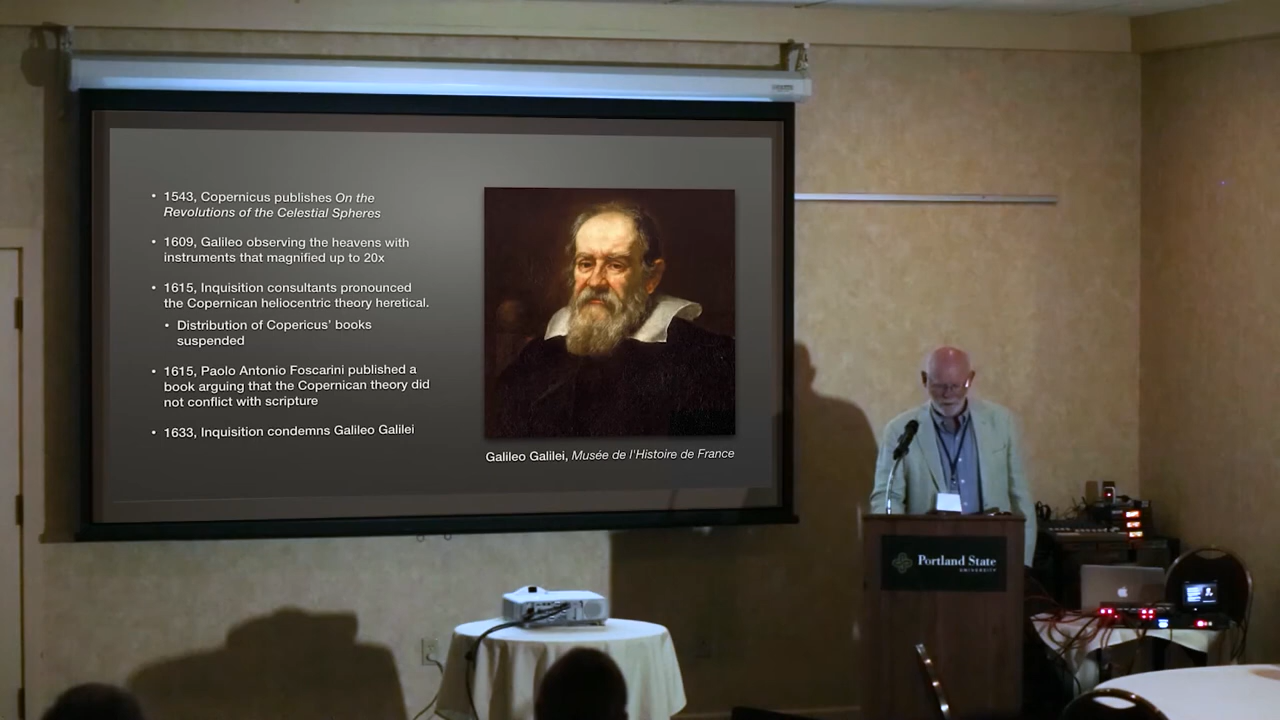 • 1543, Copernicus publishes On the
Revolutions of the Celestial Spheres
• 1609, Galileo observing the heavens with
instruments that magnified up to 20x
• 1615, Inquisition consultants pronounced
the Copernican heliocentric theory heretical.
• Distribution of Copericus' books
suspended
• 1615, Paolo Antonio Foscarini published a
book arguing that the Copernican theory did
not conflict with scripture
• 1633, Inquisition condemns Galileo Galilei
Galileo Galilei, Musée de l'Histoire de France
Portland State
UNIVERSITY